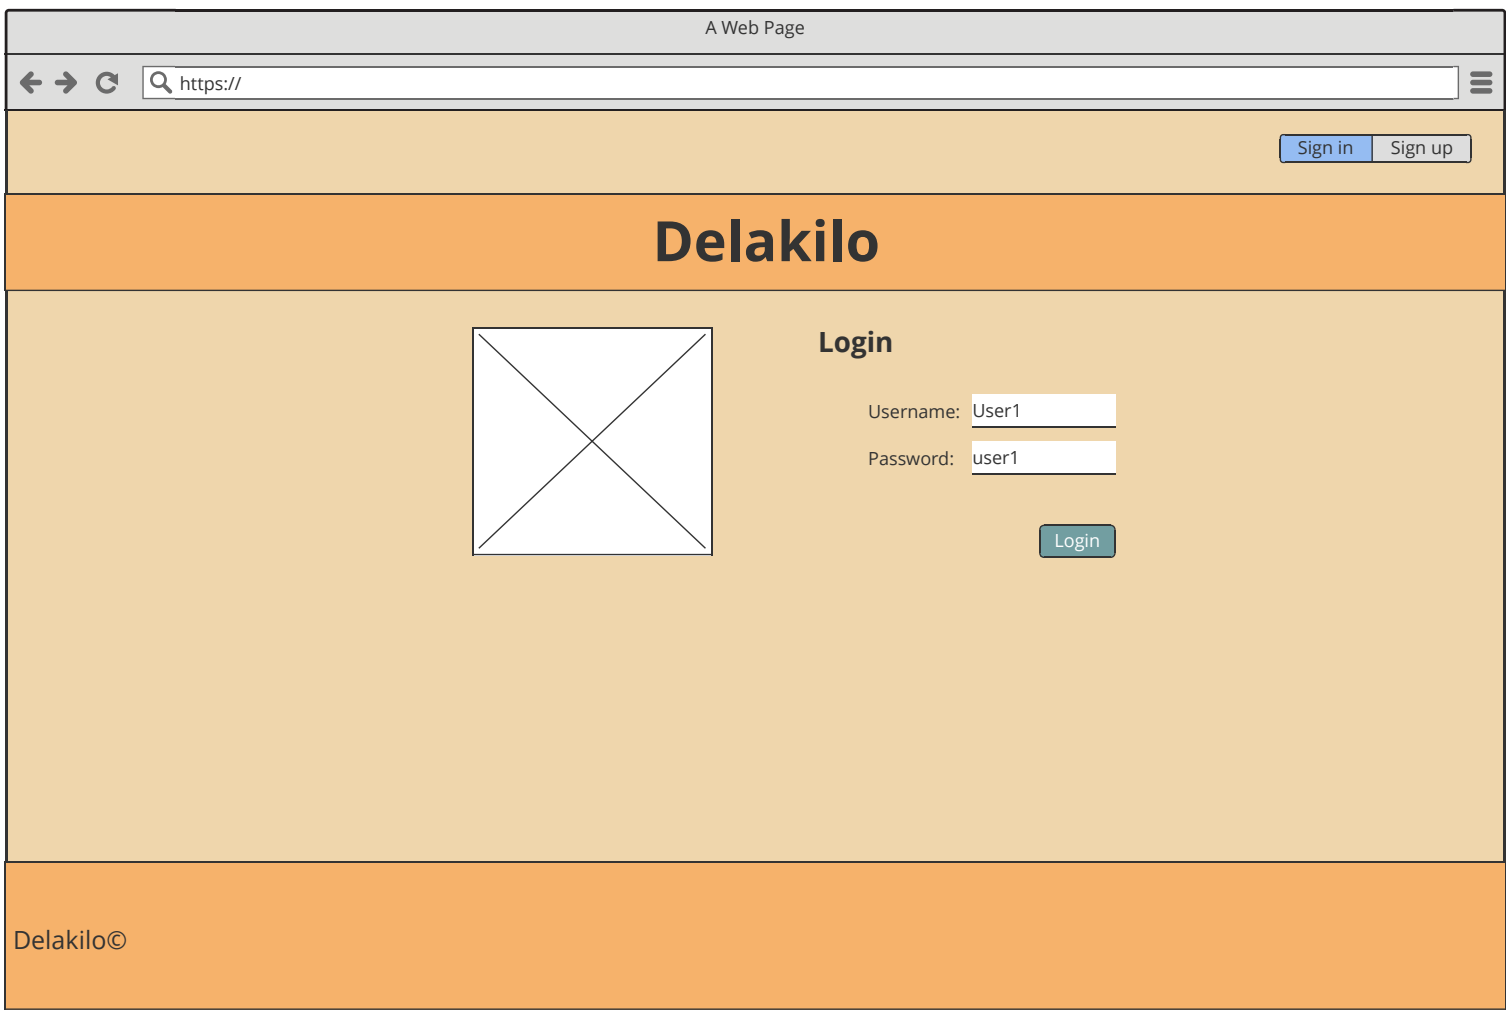 A Web Page
https://
Sign in Sign up
Delakilo
Login
Username: User1
Password: user1
Login
Delakilo©